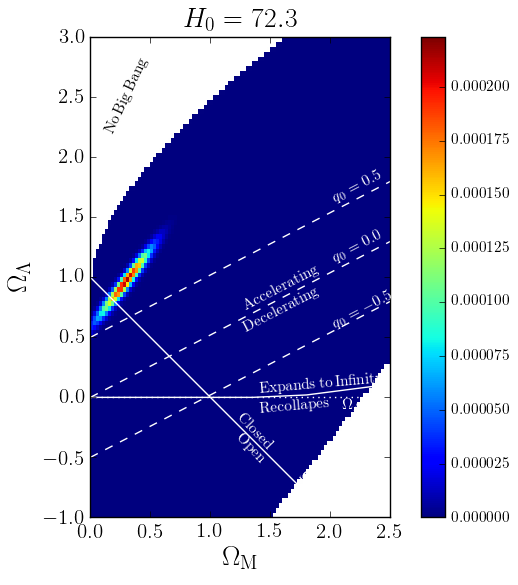 H₀ = 72.3
No Big Bang
q₀ = 0.5
q₀ = 0.0
Accelerating
Decelerating
q₀ = −0.5
Expands to Infinit
Recollapes Ω
Closed
Open
3.0
2.5
2.0
1.5
1.0
0.5
0.0
−0.5
−1.0
Ω_Λ
0.0 0.5 1.0 1.5 2.0 2.5
Ω_M
0.000200
0.000175
0.000150
0.000125
0.000100
0.000075
0.000050
0.000025
0.000000